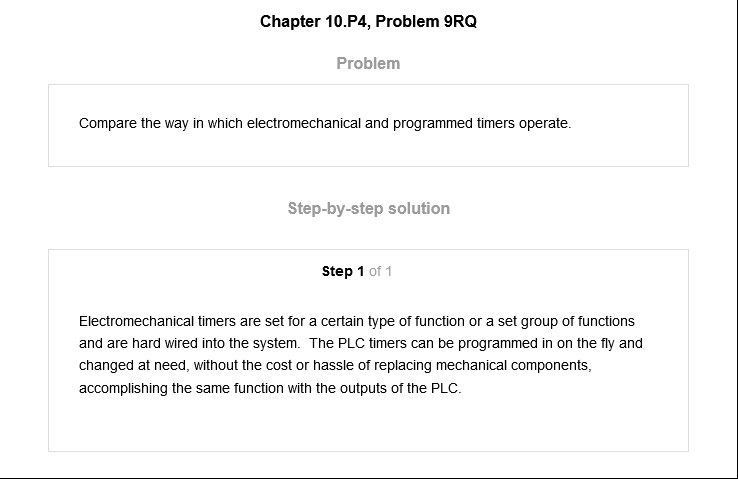 Chapter 10.P4, Problem 9RQ
Problem
Compare the way in which electromechanical and programmed timers operate.
Step-by-step solution
Step 1 of 1
Electromechanical timers are set for a certain type of function or a set group of functions
and are hard wired into the system.  The PLC timers can be programmed in on the fly and
changed at need, without the cost or hassle of replacing mechanical components,
accomplishing the same function with the outputs of the PLC.